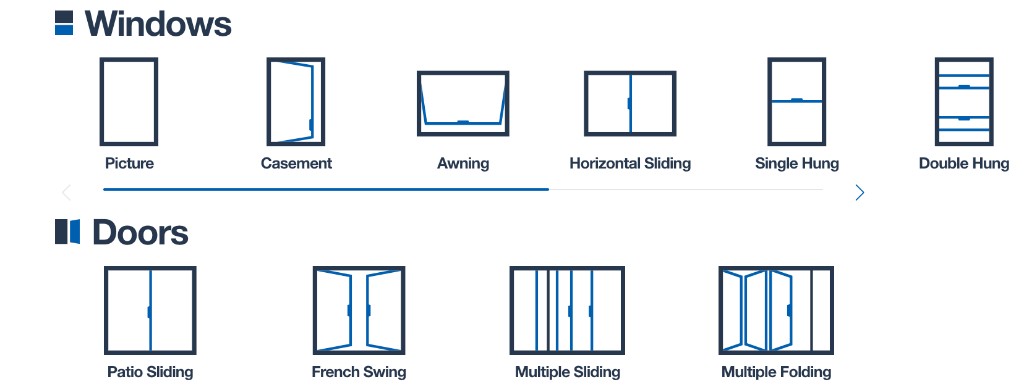 Windows
Picture
Casement
Awning
Horizontal Sliding
Single Hung
Double Hung
Doors
Patio Sliding
French Swing
Multiple Sliding
Multiple Folding